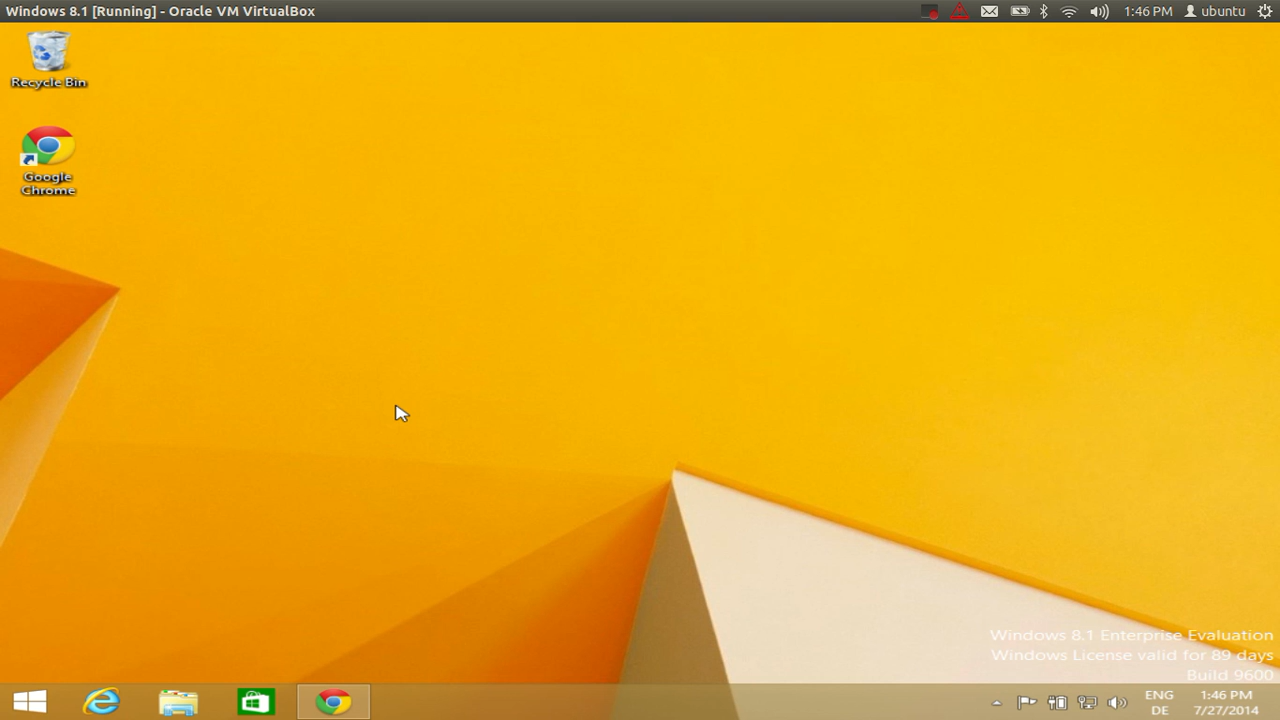 Windows 8.1 [Running] - Oracle VM VirtualBox
1:46 PM
ubuntu
Recycle Bin
Google
Chrome
Windows 8.1 Enterprise Evaluation
Windows License valid for 89 days
Build 9600
ENG
DE
1:46 PM
7/27/2014